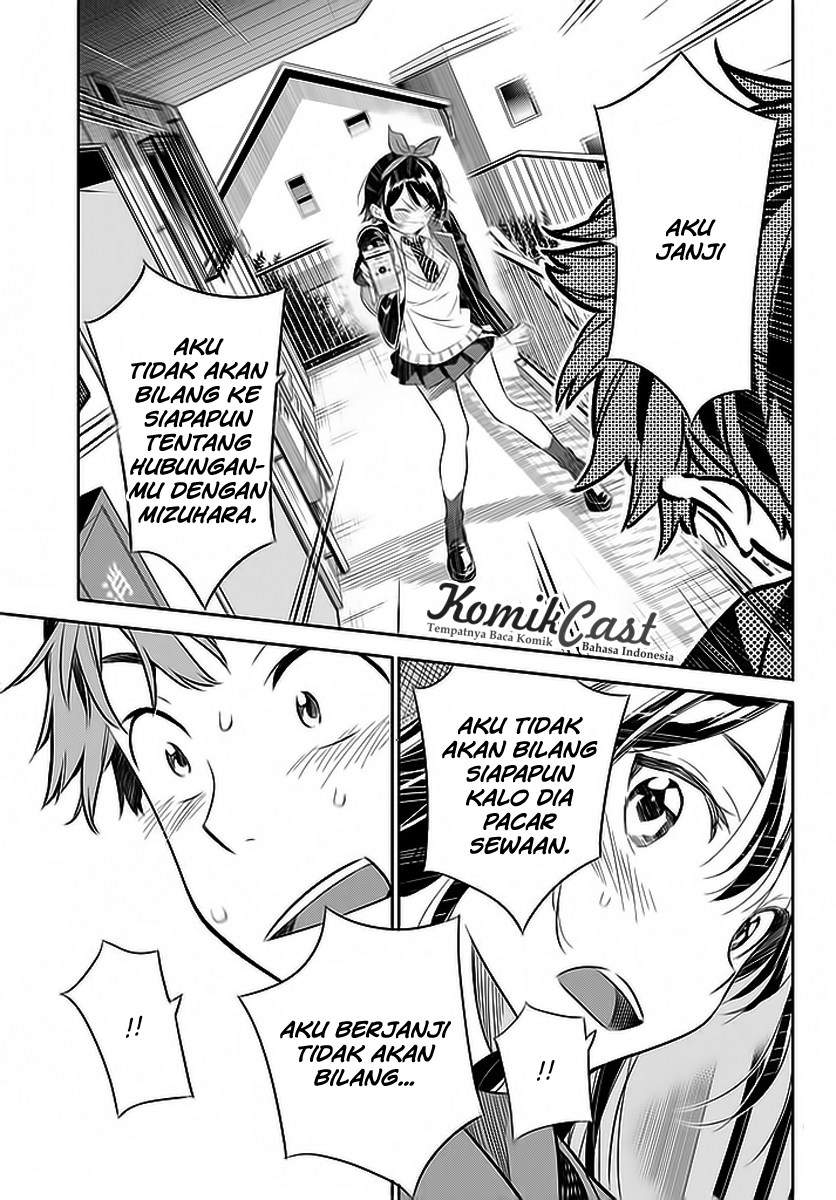 AKU
JANJI
AKU
TIDAK AKAN
BILANG KE
SIAPAPUN
TENTANG
HUBUNGAN-
MU DENGAN
MIZUHARA.
KomikCast
Tempatnya Baca Komik Bahasa Indonesia
AKU TIDAK
AKAN BILANG
SIAPAPUN
KALO DIA
PACAR
SEWAAN.
!!
AKU BERJANJI
TIDAK AKAN
BILANG...
!!